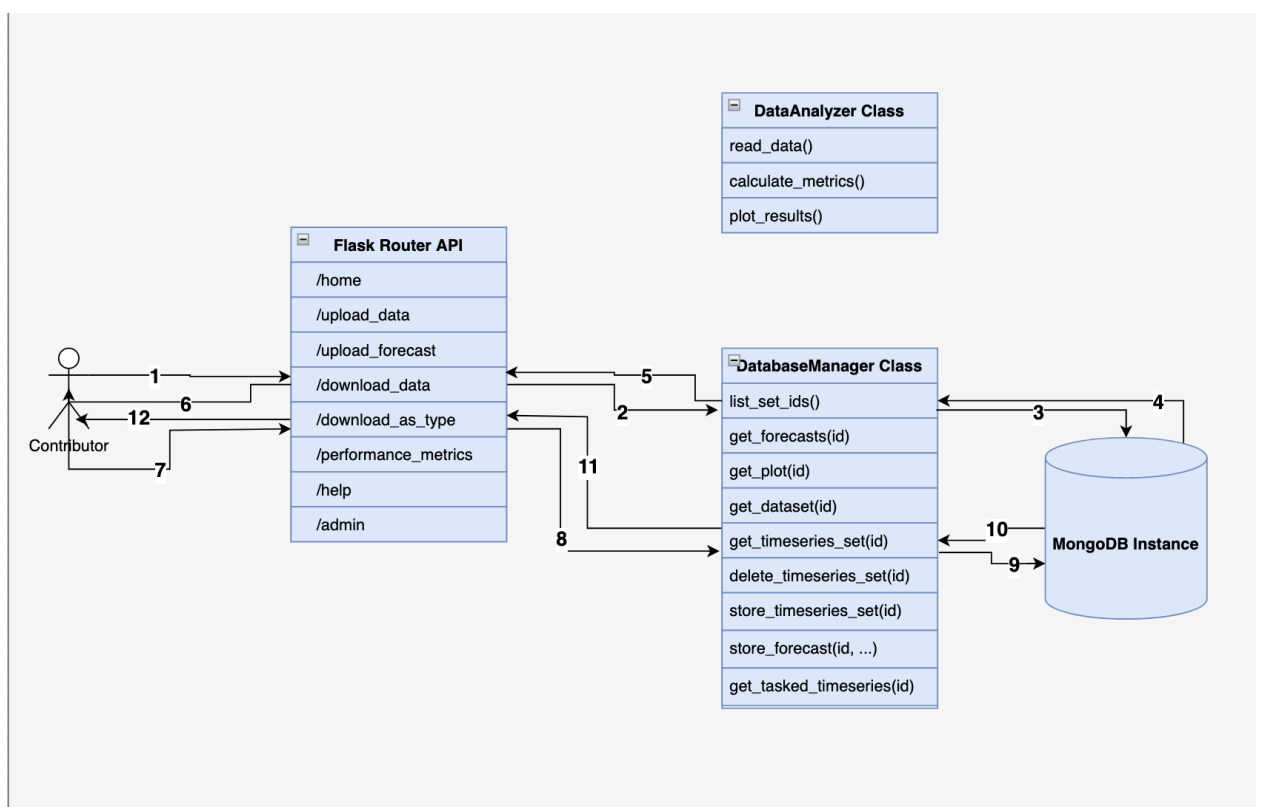 DataAnalyzer Class
read_data()
calculate_metrics()
plot_results()
Flask Router API
/home
/upload_data
/upload_forecast
/download_data
/download_as_type
/performance_metrics
/help
/admin
Contributor
1
6
12
7
5
2
11
8
DatabaseManager Class
list_set_ids()
get_forecasts(id)
get_plot(id)
get_dataset(id)
get_timeseries_set(id)
delete_timeseries_set(id)
store_timeseries_set(id)
store_forecast(id, ...)
get_tasked_timeseries(id)
4
3
10
9
MongoDB Instance